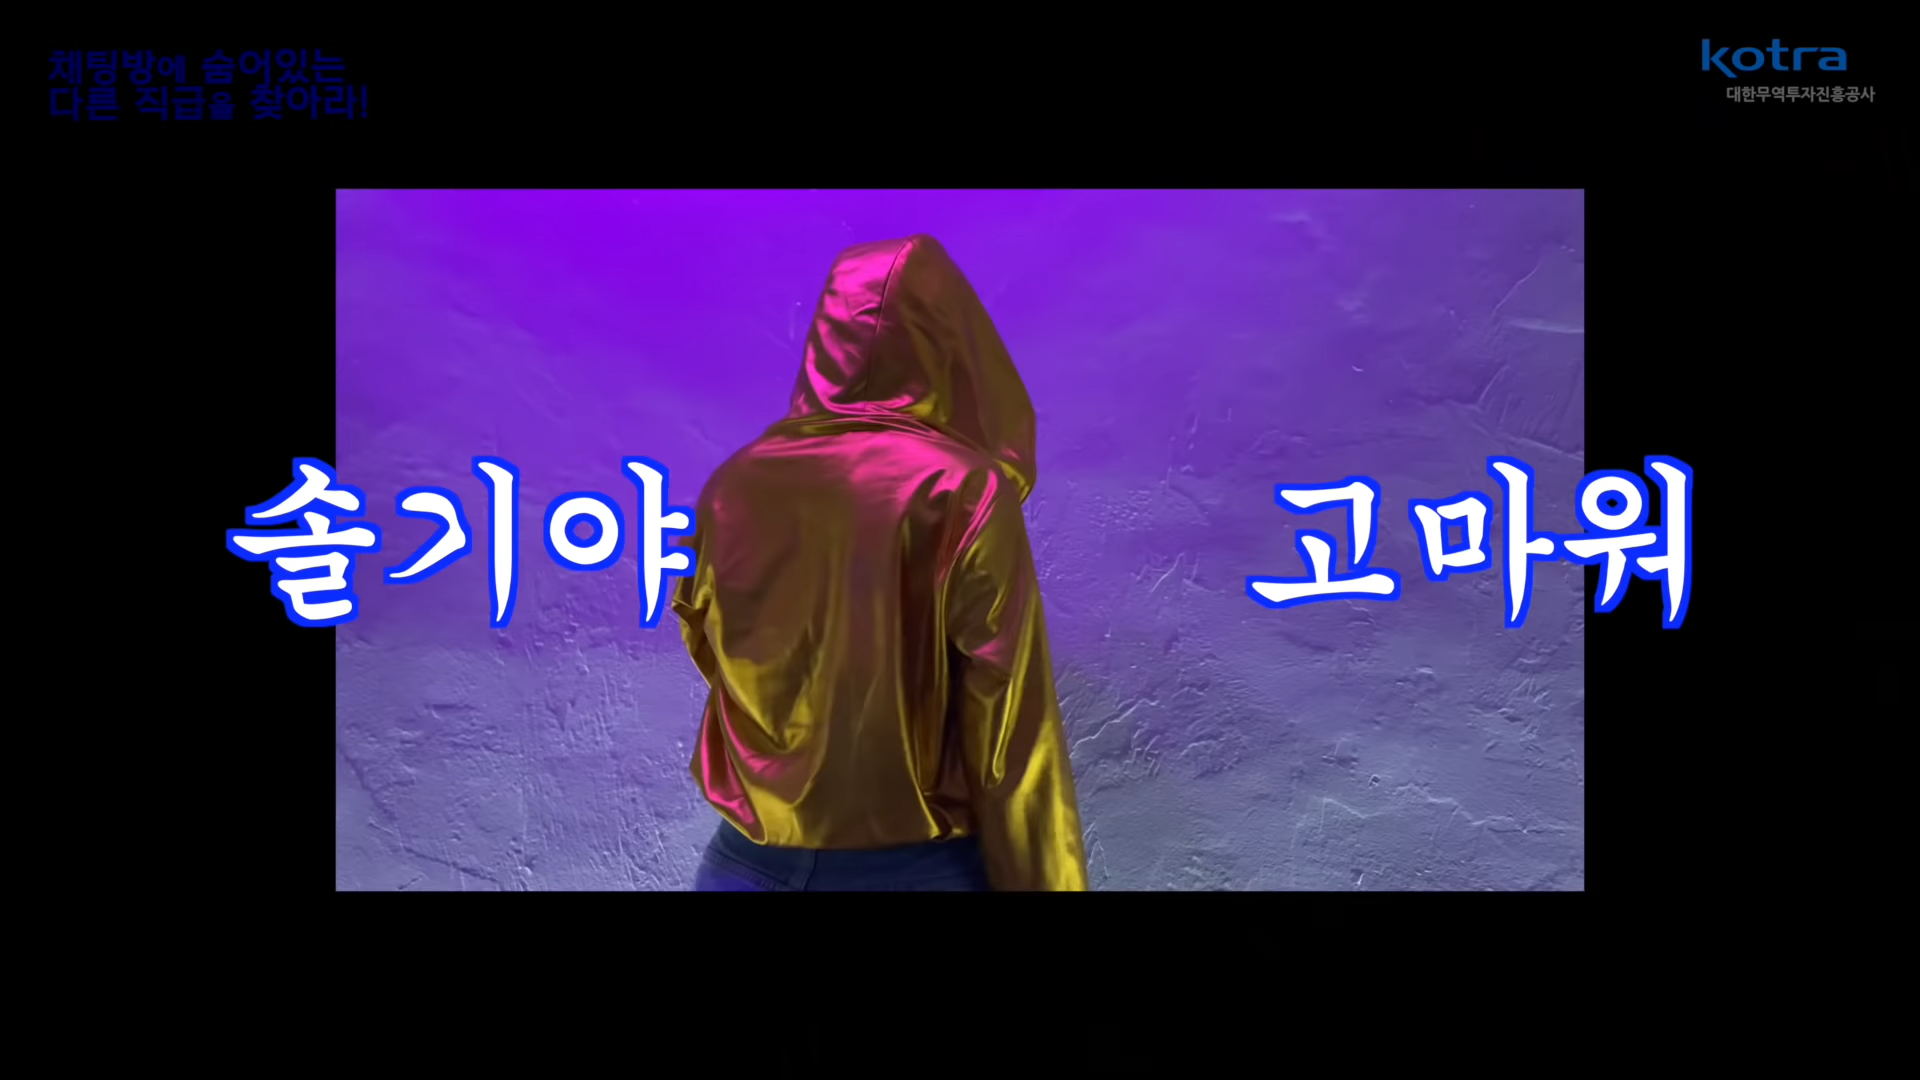 채팅방에 숨어있는
다른 직급을 찾아라!
kotra
대한무역투자진흥공사
솔기야 고마워